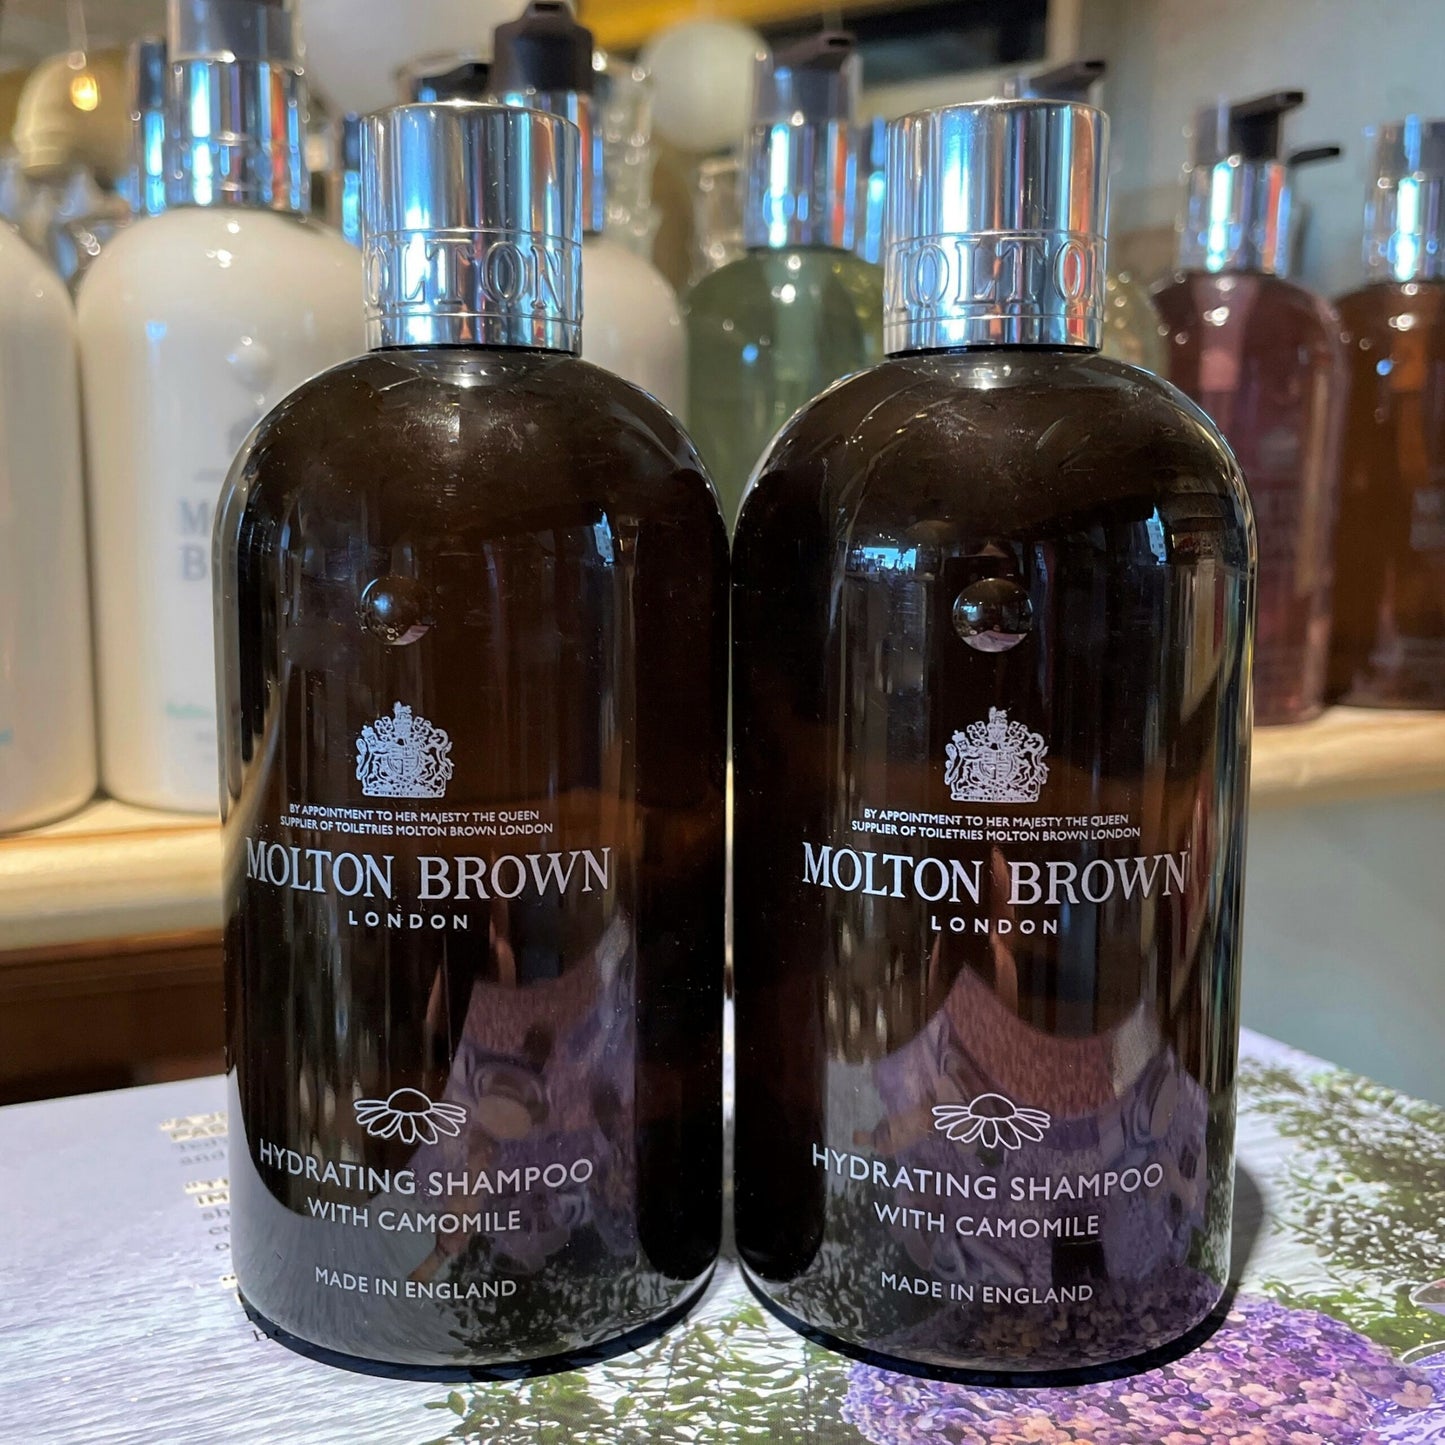 MOLTON
BY APPOINTMENT TO HER MAJESTY THE QUEEN
SUPPLIER OF TOILETRIES MOLTON BROWN LONDON
MOLTON BROWN
LONDON
HYDRATING SHAMPOO
WITH CAMOMILE
MADE IN ENGLAND
MOLTON
BY APPOINTMENT TO HER MAJESTY THE QUEEN
SUPPLIER OF TOILETRIES MOLTON BROWN LONDON
MOLTON BROWN
LONDON
HYDRATING SHAMPOO
WITH CAMOMILE
MADE IN ENGLAND